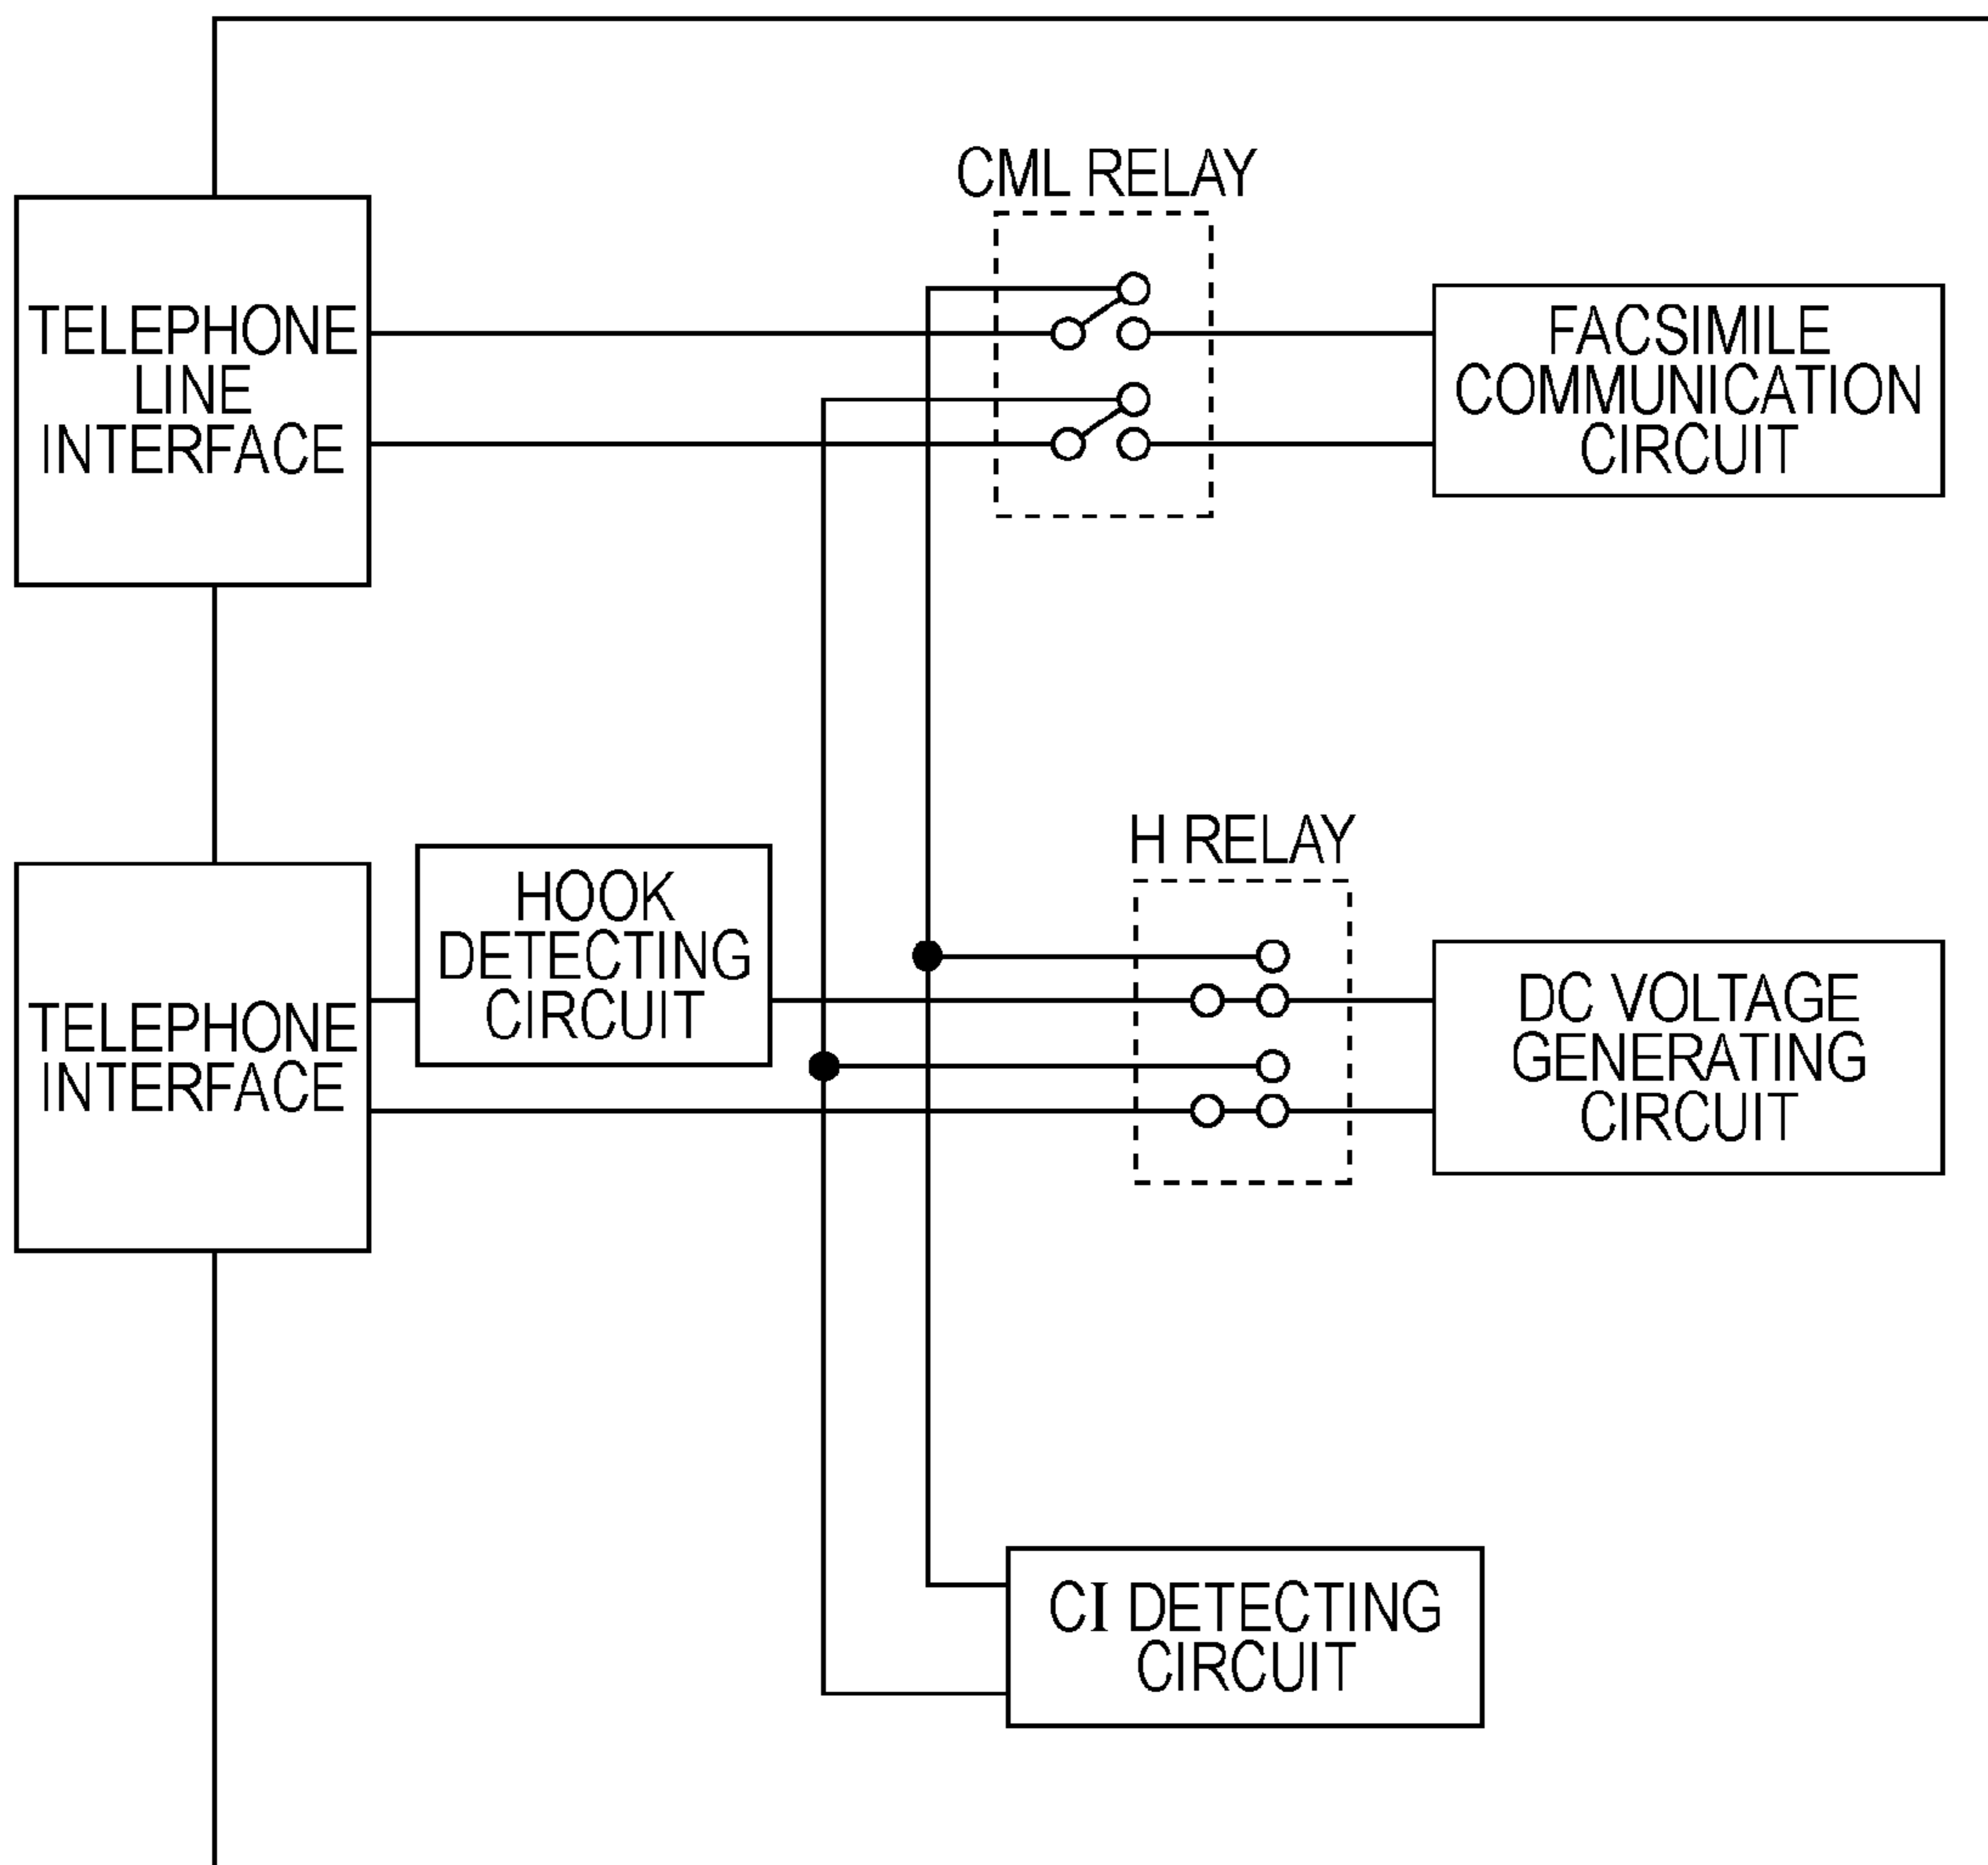 CML RELAY
TELEPHONE
LINE
INTERFACE
FACSIMILE
COMMUNICATION
CIRCUIT
H RELAY
HOOK
DETECTING
CIRCUIT
TELEPHONE
INTERFACE
DC VOLTAGE
GENERATING
CIRCUIT
CI DETECTING
CIRCUIT